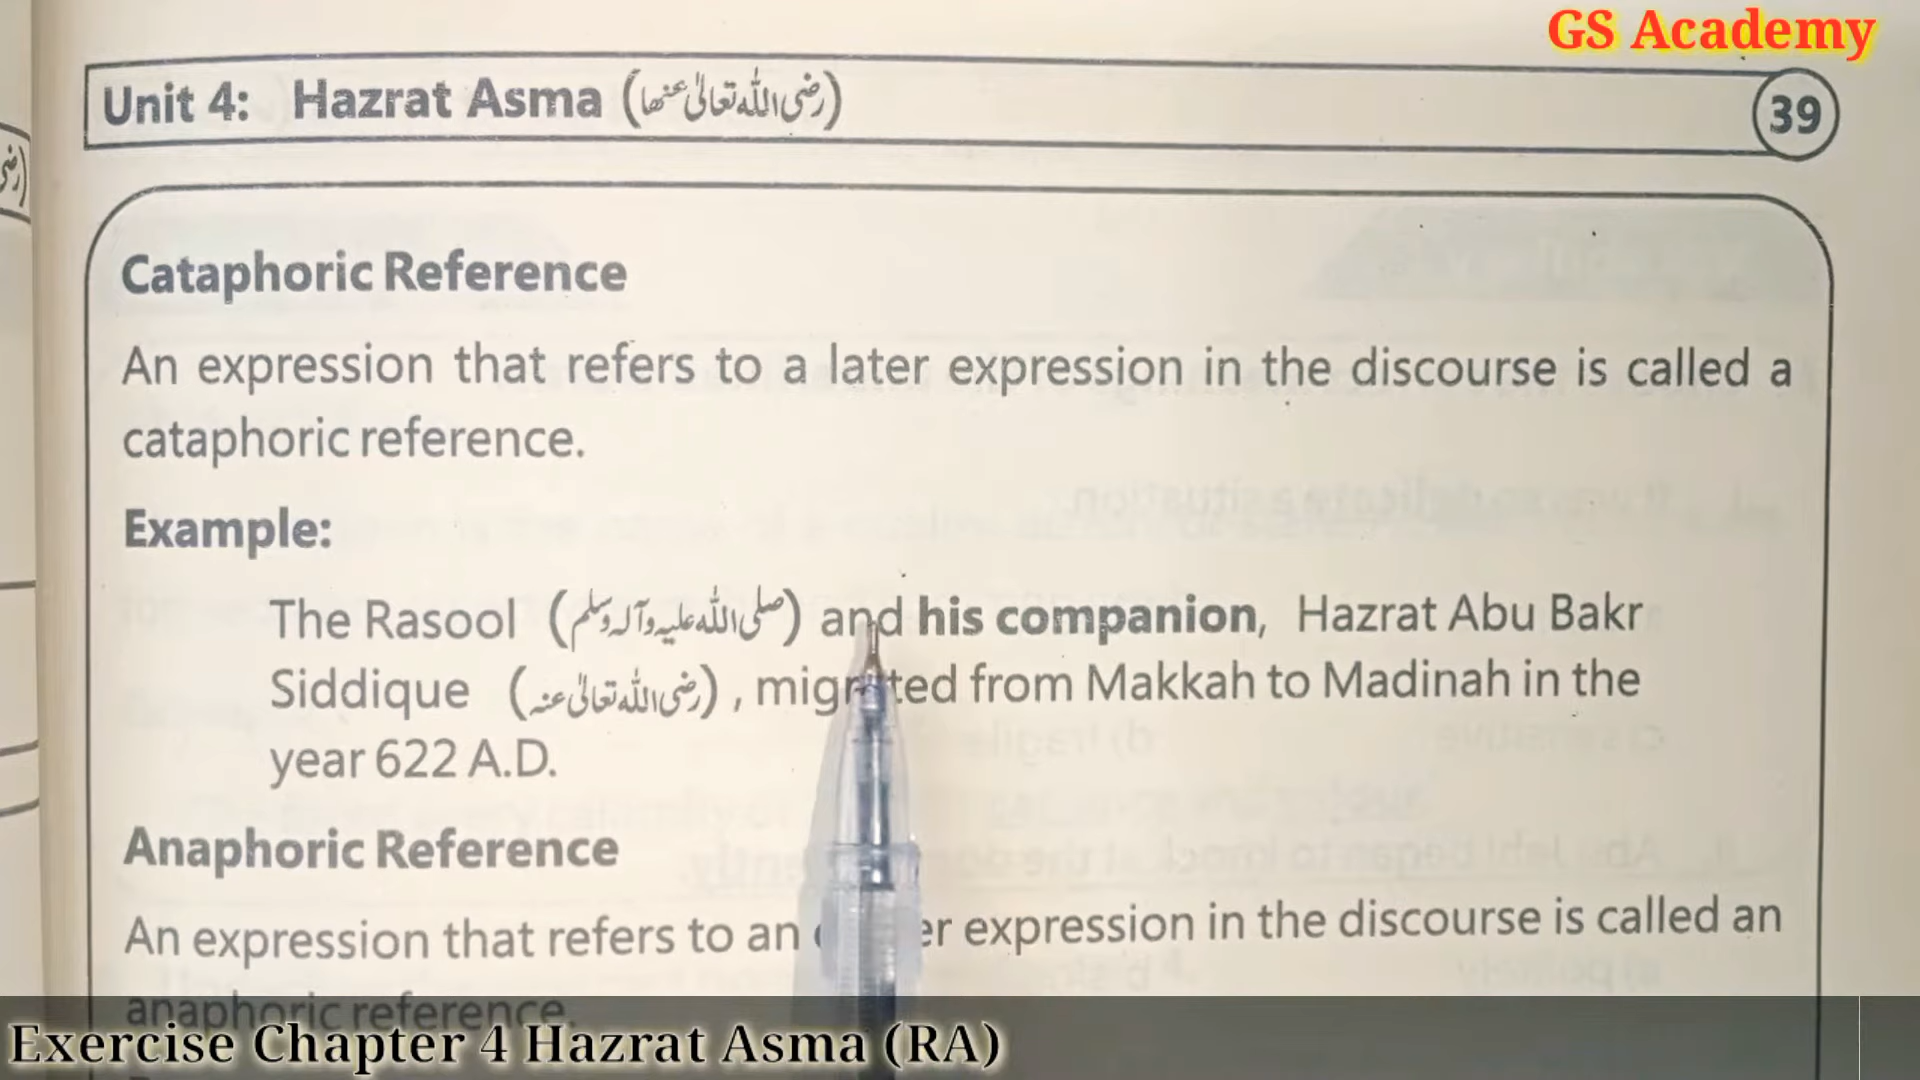 GS Academy
Unit 4: Hazrat Asma (رضی اللہ تعالٰی عنھا)
39
Cataphoric Reference
An expression that refers to a later expression in the discourse is called a
cataphoric reference.
Example:
The Rasool (صلی اللہ علیہ وآلہ وسلم) and his companion, Hazrat Abu Bakr
Siddique (رضی اللہ تعالٰی عنہ), migrated from Makkah to Madinah in the
year 622 A.D.
Anaphoric Reference
An expression that refers to an er expression in the discourse is called an
anaphoric reference.
Exercise Chapter 4 Hazrat Asma (RA)